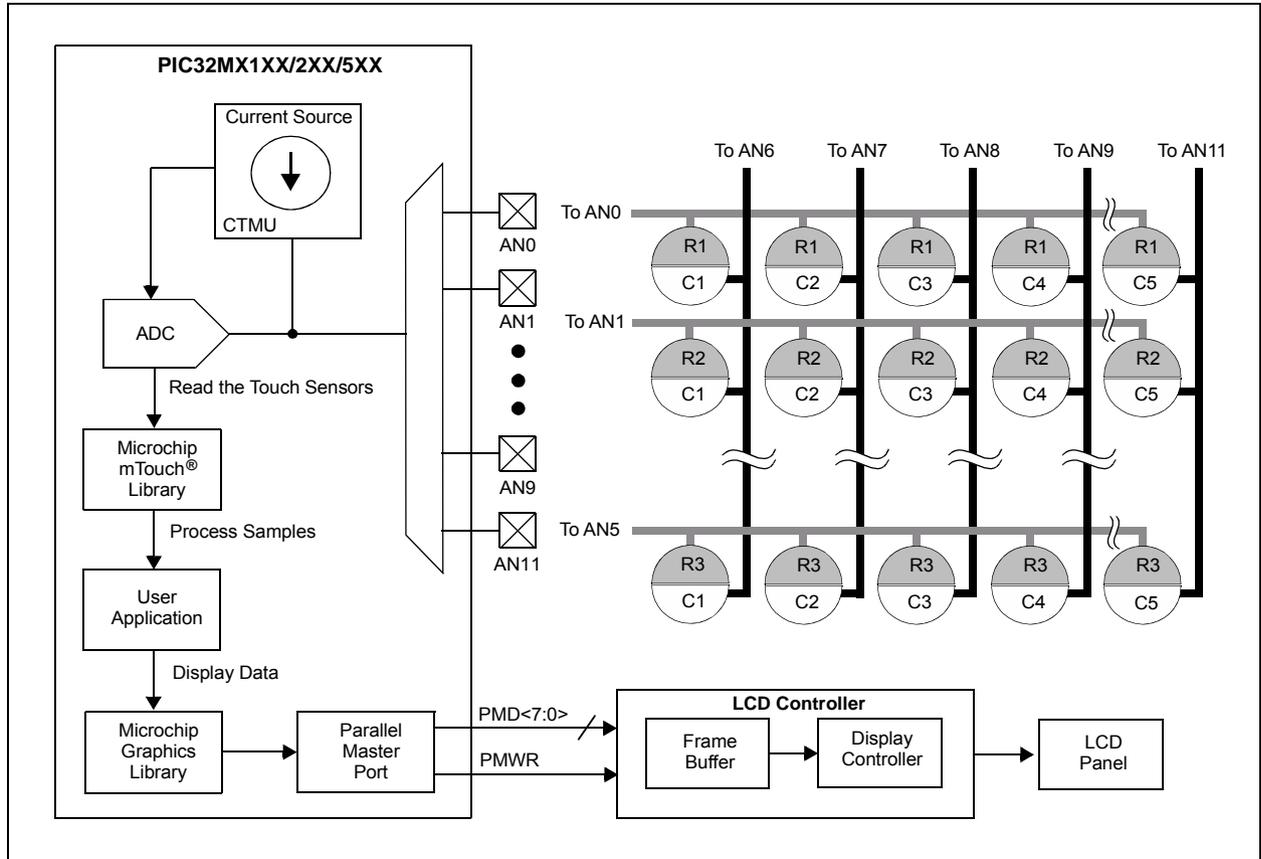 PIC32MX1XX/2XX/5XX
Current Source
CTMU
ADC
Read the Touch Sensors
Microchip
mTouch®
Library
Process Samples
User
Application
Display Data
Microchip
Graphics
Library
Parallel
Master
Port
AN0
AN1
AN9
AN11
To AN6
To AN7
To AN8
To AN9
To AN11
To AN0
R1
R1
R1
R1
R1
C1
C2
C3
C4
C5
To AN1
R2
R2
R2
R2
R2
C1
C2
C3
C4
C5
To AN5
R3
R3
R3
R3
R3
C1
C2
C3
C4
C5
PMD<7:0>
PMWR
LCD Controller
Frame
Buffer
Display
Controller
LCD
Panel